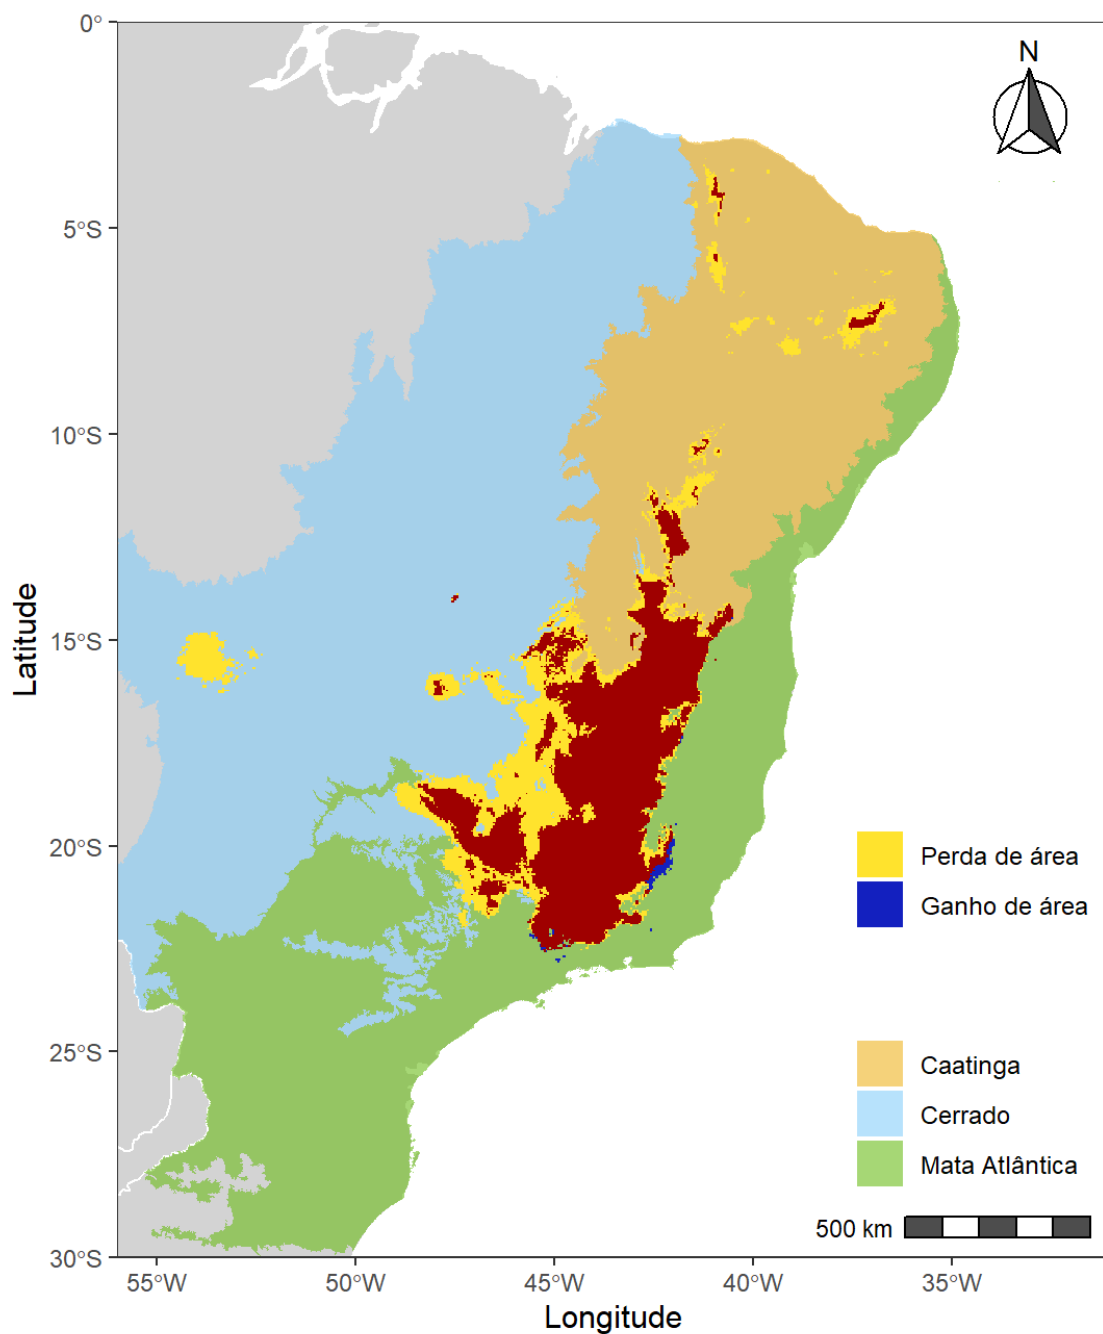 0°
5°S
10°S
15°S
20°S
25°S
30°S
Latitude
N
Perda de área
Ganho de área
Caatinga
Cerrado
Mata Atlântica
500 km
55°W
50°W
45°W
40°W
35°W
Longitude